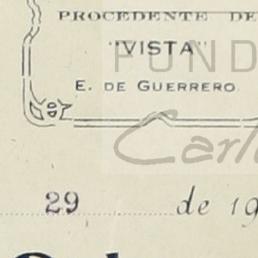 PROCEDENTE DE
"VISTA"
FUND
E. DE GUERRERO.
Carl
29 de 19